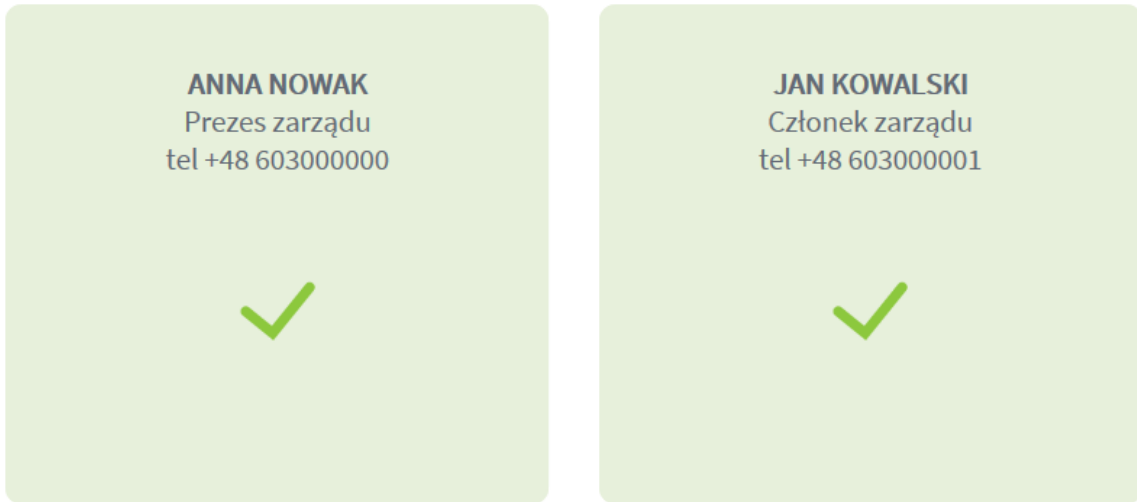 ANNA NOWAK
Prezes zarządu
tel +48 603000000
JAN KOWALSKI
Członek zarządu
tel +48 603000001